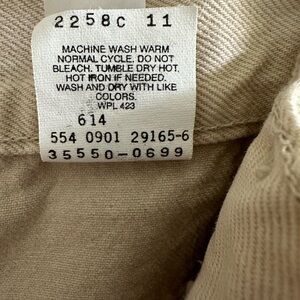 2258C 11
MACHINE WASH WARM
NORMAL CYCLE. DO NOT
BLEACH. TUMBLE DRY HOT.
HOT IRON IF NEEDED.
WASH AND DRY WITH LIKE
COLORS.
WPL 423
614
554 0901 29165-6
35550-0699